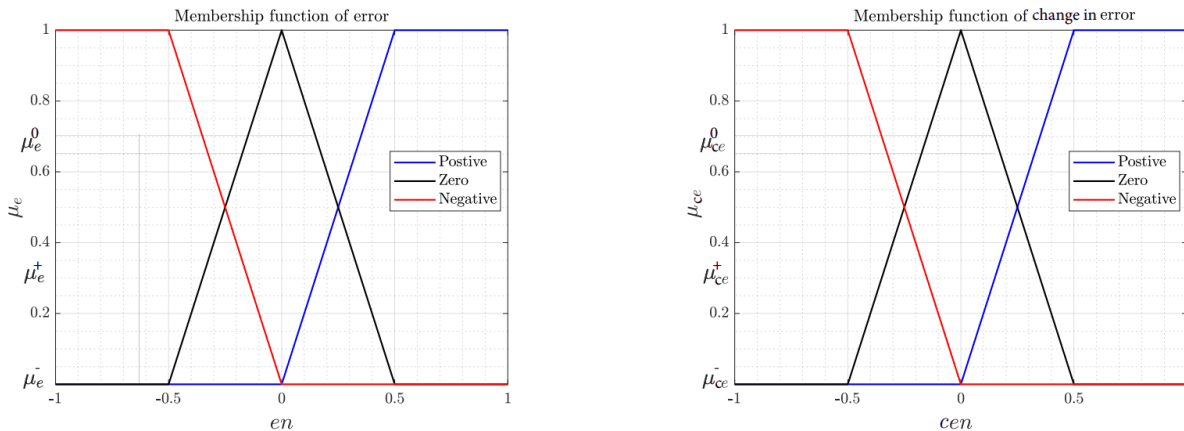 Membership function of error
1
0.8
μ_e^0
0.6
μ_e
0.4
μ_e^+
0.2
μ_e^-
-1
-0.5
0
0.5
1
en
Postive
Zero
Negative
Membership function of change in error
1
0.8
μ_ce^0
0.6
μ_ce
0.4
μ_ce^+
0.2
μ_ce^-
-1
-0.5
0
0.5
cen
Postive
Zero
Negative